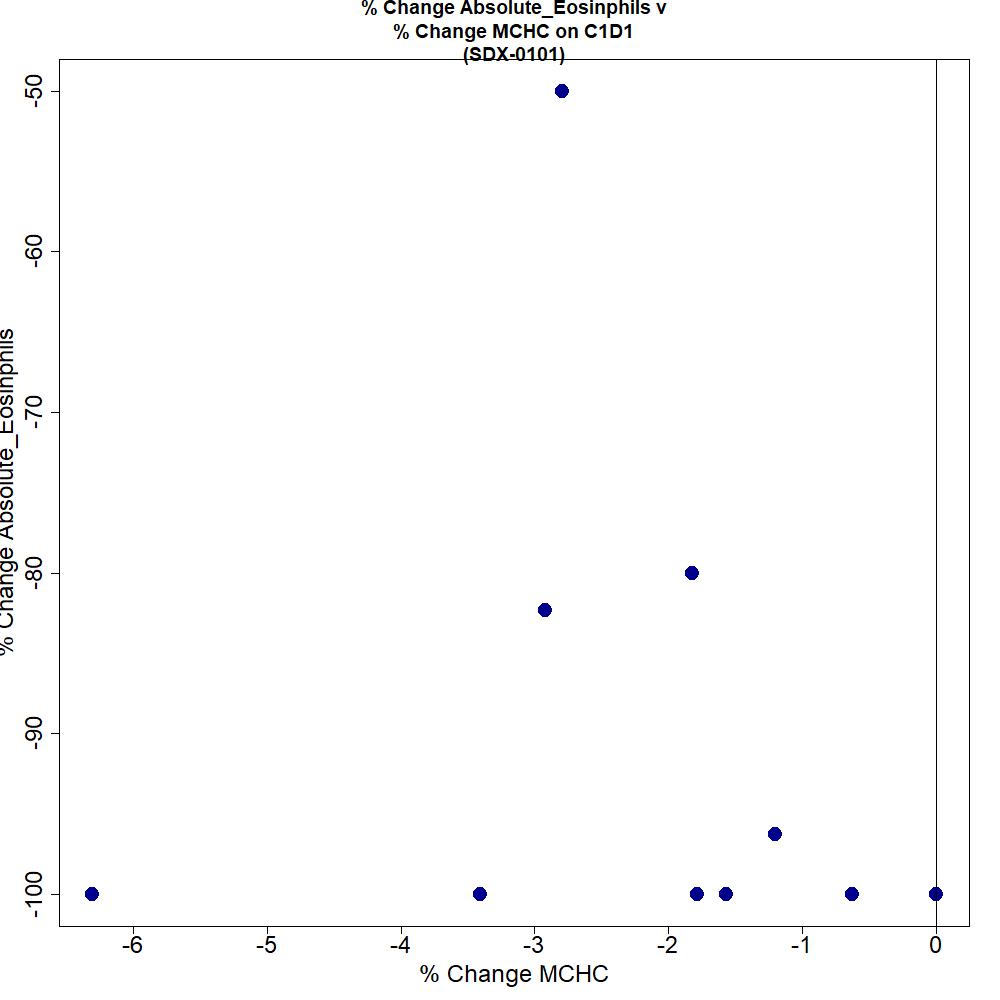 % Change Absolute_Eosinphils v
% Change MCHC on C1D1
(SDX-0101)
% Change Absolute_Eosinphils
-50
-60
-70
-80
-90
-100
-6
-5
-4
-3
-2
-1
0
% Change MCHC